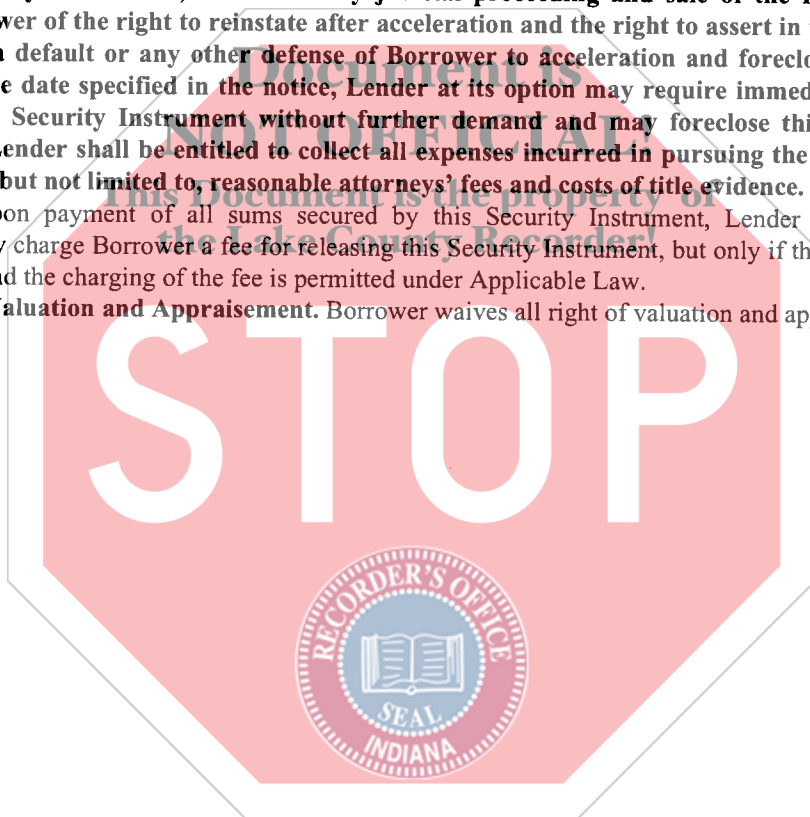 wer of the right to reinstate after acceleration and the right to assert in
default or any other defense of Borrower to acceleration and foreclo
e date specified in the notice, Lender at its option may require immed
Security Instrument without further demand and may foreclose thi
Lender shall be entitled to collect all expenses incurred in pursuing the
but not limited to, reasonable attorneys' fees and costs of title evidence.
on payment of all sums secured by this Security Instrument, Lender
charge Borrower a fee for releasing this Security Instrument, but only if th
d the charging of the fee is permitted under Applicable Law.
aluation and Appraisement. Borrower waives all right of valuation and ap
Document is
NOT OFFICIAL!
This Document is the property of
the Lake County Recorder!
STOP
RECORDER'S OFFICE
SEAL
INDIANA